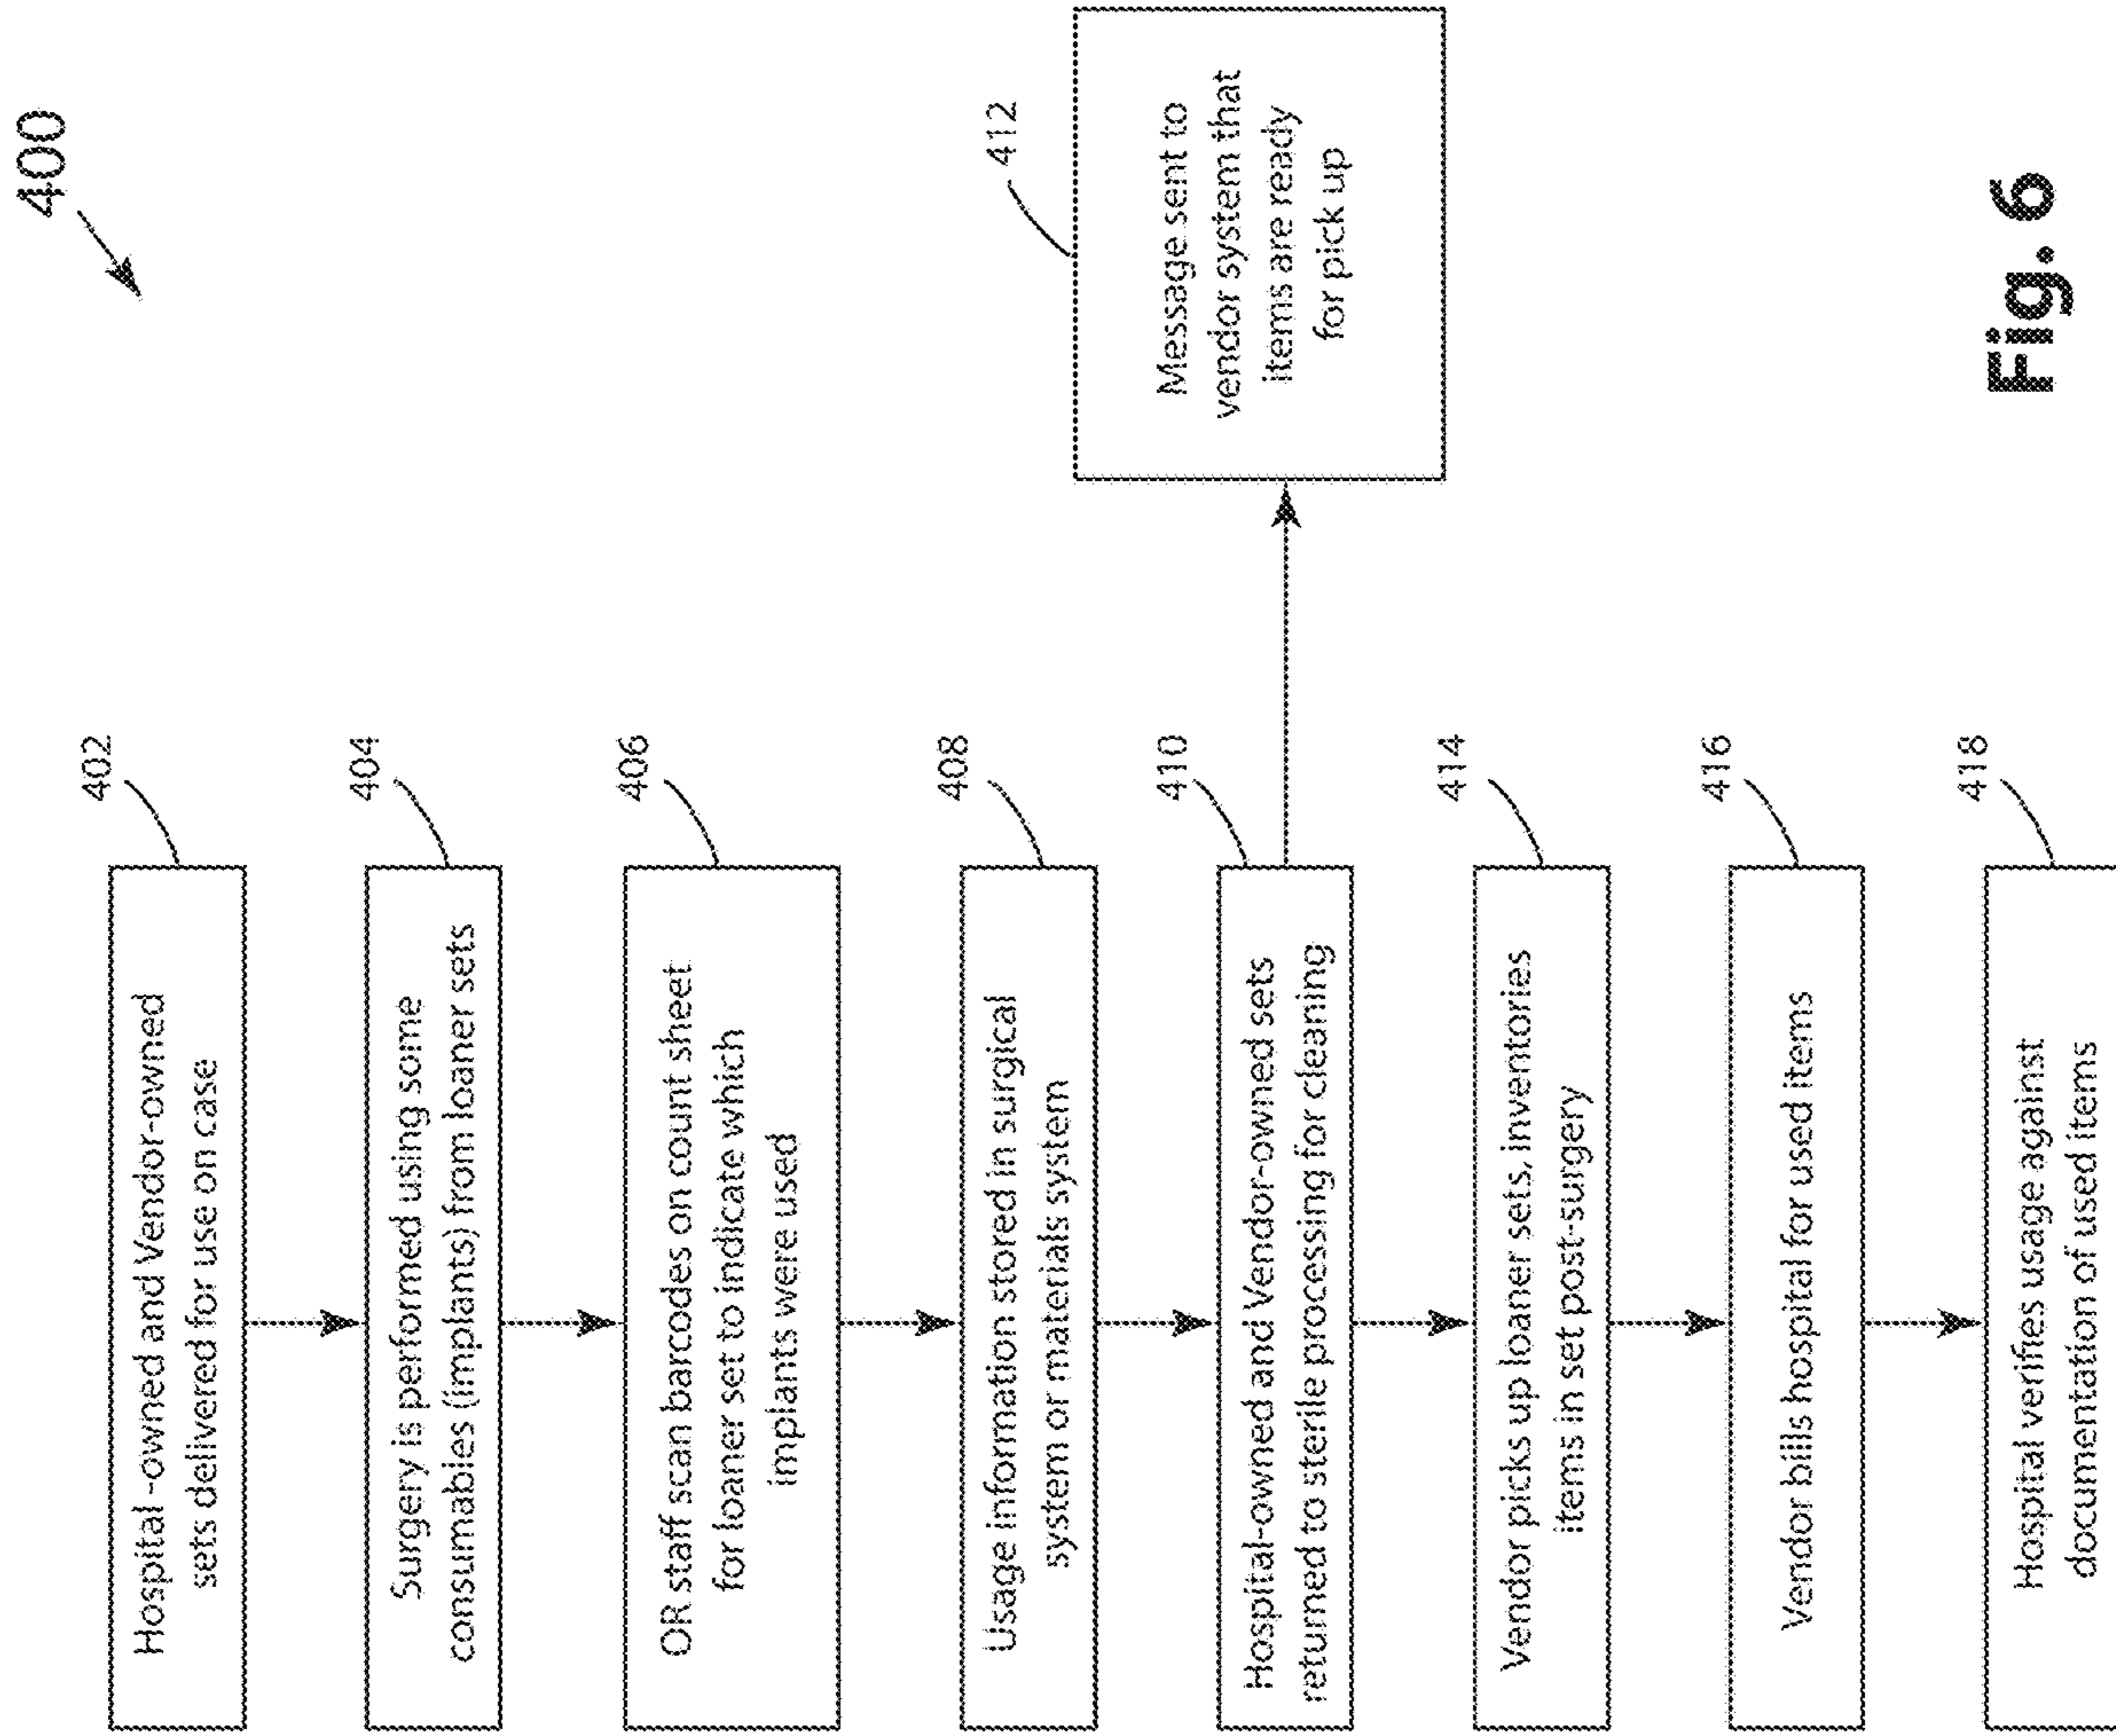 400
402
Hospital -owned and Vendor-owned
sets delivered for use on case
404
Surgery is performed using some
consumables (implants) from loaner sets
406
OR staff scan barcodes on count sheet
for loaner set to indicate which
implants were used
408
Usage information stored in surgical
system or materials system
410
Hospital-owned and Vendor-owned sets
returned to sterile processing for cleaning
412
Message sent to
vendor system that
items are ready
for pick up
414
Vendor picks up loaner sets, inventories
items in set post-surgery
416
Vendor bills hospital for used items
418
Hospital verifies usage against
documentation of used items
Fig. 6